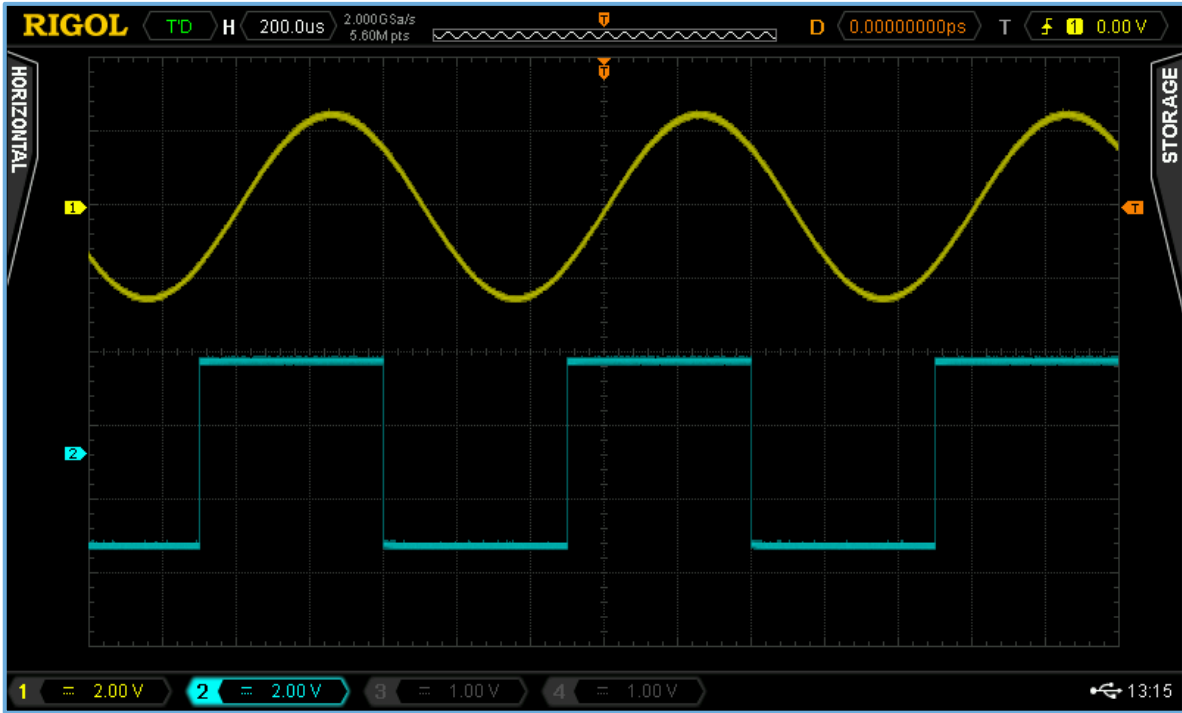 RIGOL T'D H 200.0us 2.000GSa/s 5.60M pts T D 0.00000000ps T 1 0.00 V
HORIZONTAL
STORAGE
T
1
T
2
1 2.00 V 2 2.00 V 3 1.00 V 4 1.00 V 13:15